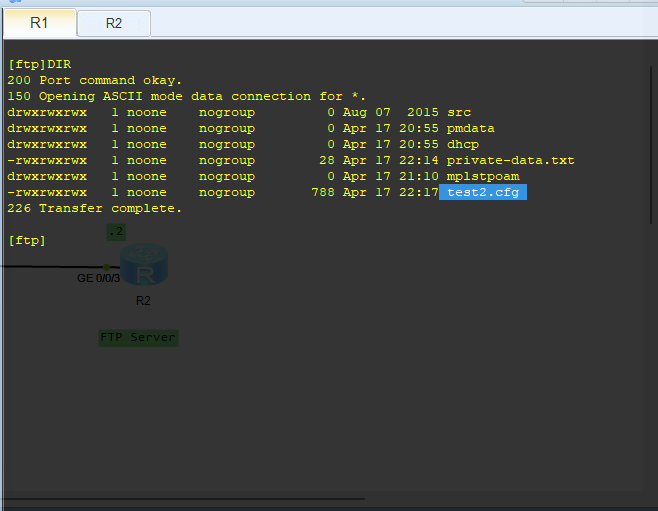 R1 R2
[ftp]DIR
200 Port command okay.
150 Opening ASCII mode data connection for *.
drwxrwxrwx 1 noone nogroup 0 Aug 07 2015 src
drwxrwxrwx 1 noone nogroup 0 Apr 17 20:55 pmdata
drwxrwxrwx 1 noone nogroup 0 Apr 17 20:55 dhcp
-rwxrwxrwx 1 noone nogroup 28 Apr 17 22:14 private-data.txt
drwxrwxrwx 1 noone nogroup 0 Apr 17 21:10 mplstpoam
-rwxrwxrwx 1 noone nogroup 788 Apr 17 22:17 test2.cfg
226 Transfer complete.
[ftp]
.2
GE 0/0/3
R
R2
FTP Server